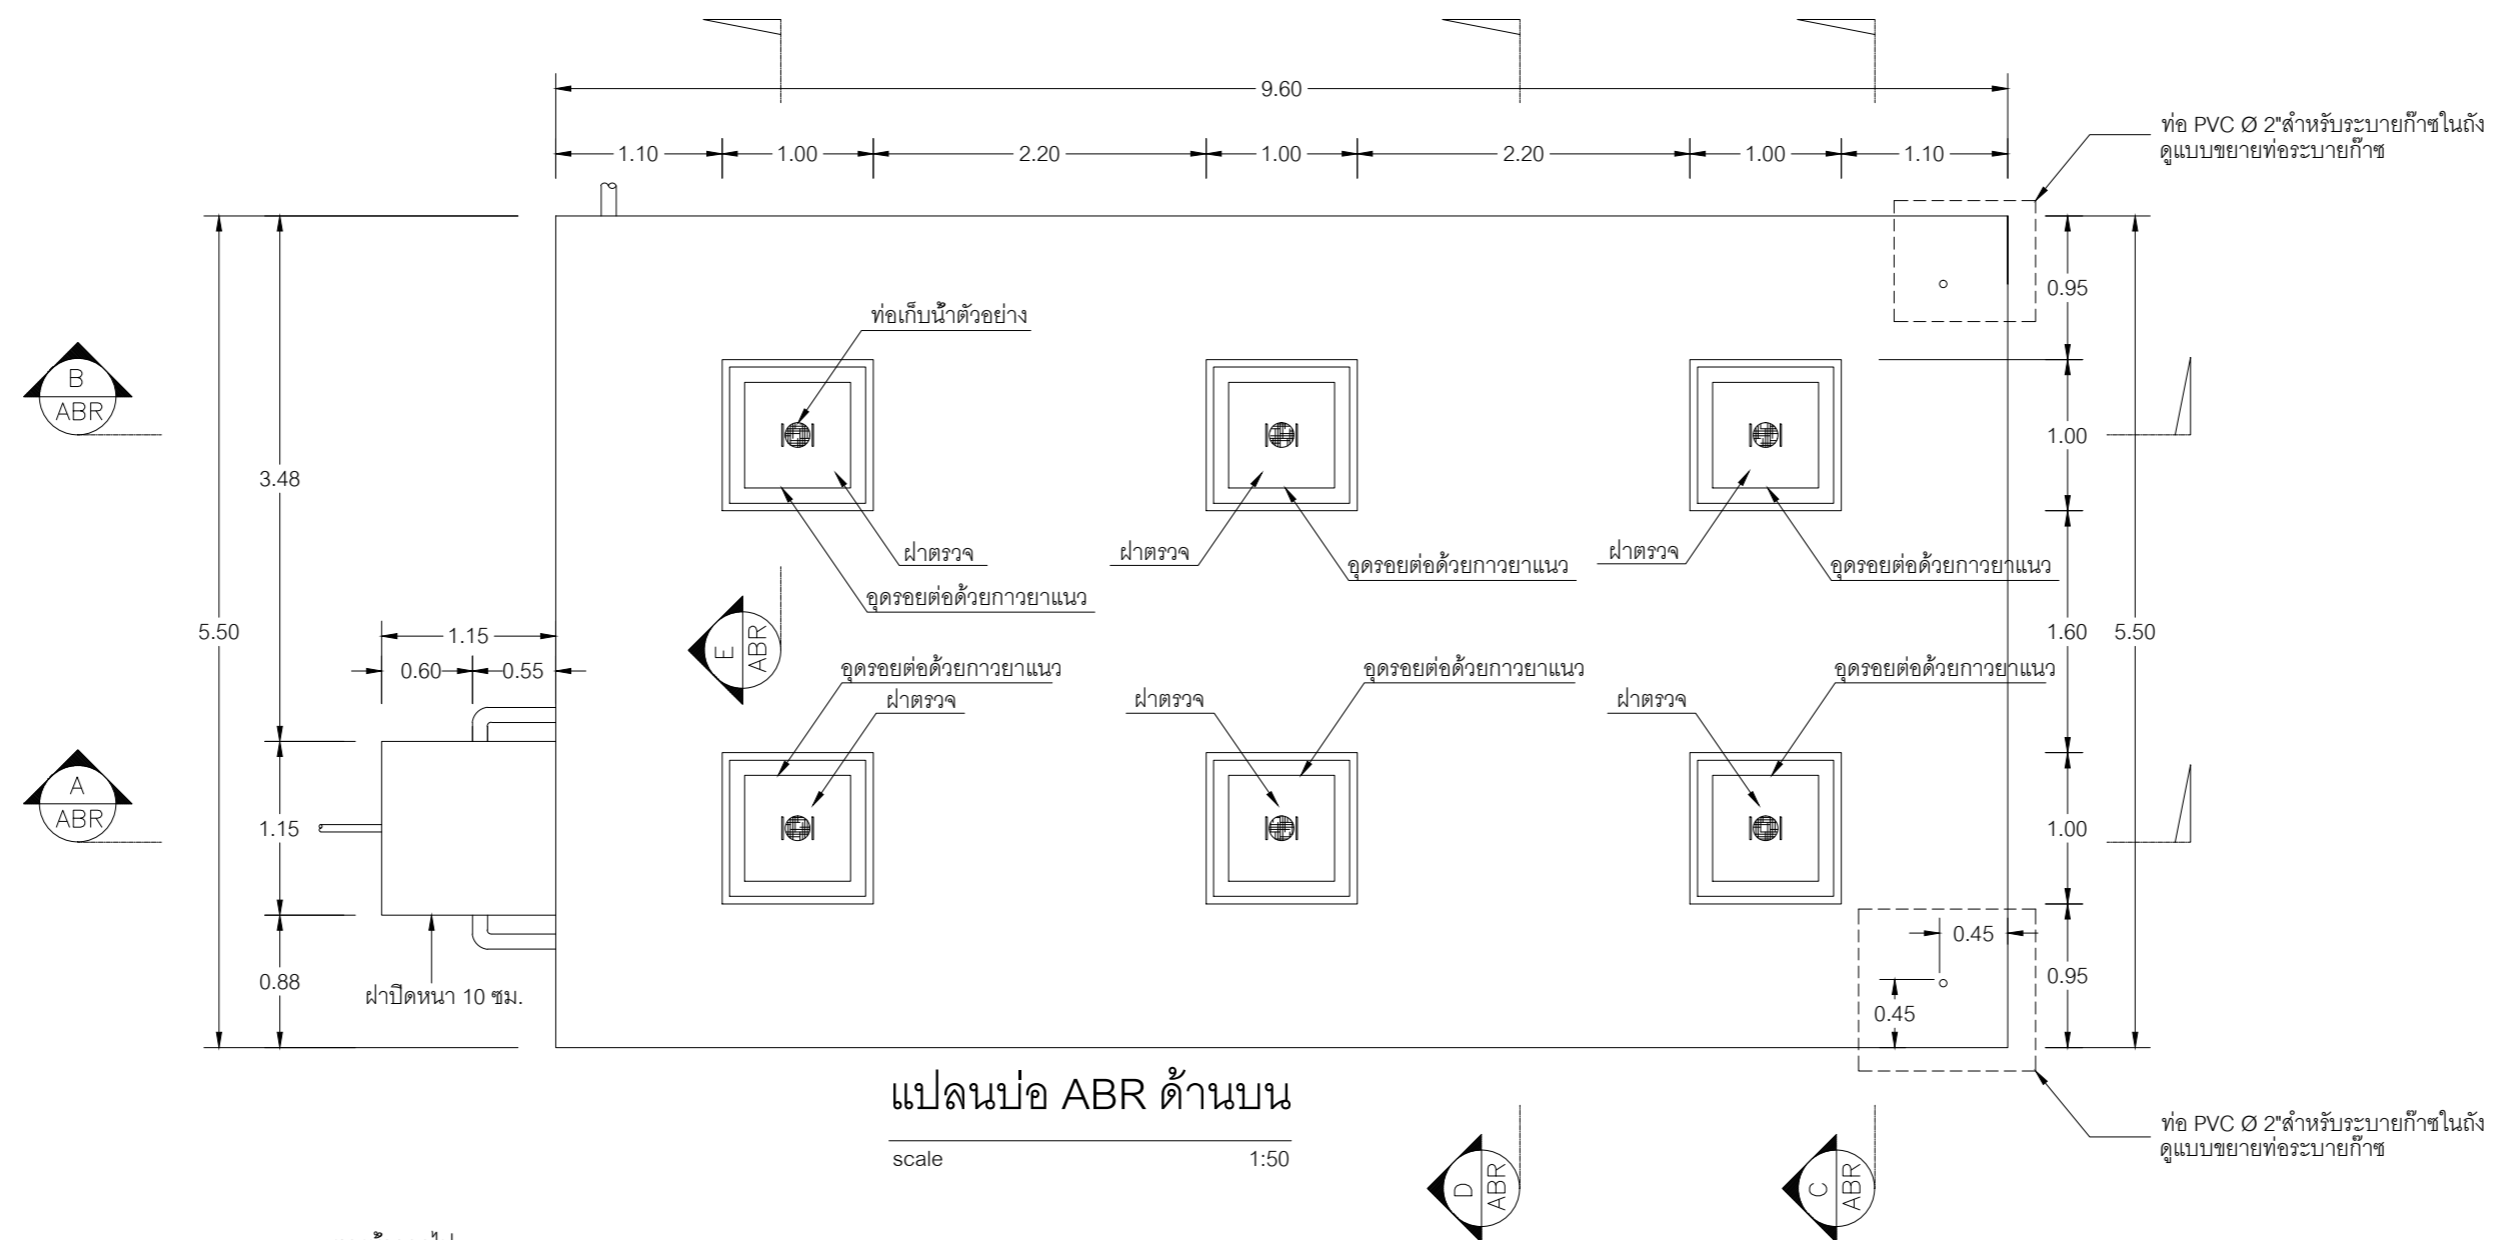 9.60
1.10
1.00
2.20
1.00
2.20
1.00
1.10
ท่อ PVC Ø 2"สำหรับระบายก๊าซในถัง
ดูแบบขยายท่อระบายก๊าซ
0.95
ท่อเก็บน้ำตัวอย่าง
B
ABR
3.48
1.00
ฝาตรวจ
อุดรอยต่อด้วยกาวยาแนว
ฝาตรวจ
อุดรอยต่อด้วยกาวยาแนว
ฝาตรวจ
อุดรอยต่อด้วยกาวยาแนว
5.50
1.15
0.60
0.55
E
ABR
1.60
5.50
อุดรอยต่อด้วยกาวยาแนว
ฝาตรวจ
อุดรอยต่อด้วยกาวยาแนว
ฝาตรวจ
อุดรอยต่อด้วยกาวยาแนว
ฝาตรวจ
A
ABR
1.15
1.00
0.88
ฝาปิดหนา 10 ซม.
0.45
0.45
0.95
แปลนบ่อ ABR ด้านบน
scale 1:50
ท่อ PVC Ø 2"สำหรับระบายก๊าซในถัง
ดูแบบขยายท่อระบายก๊าซ
D
ABR
C
ABR